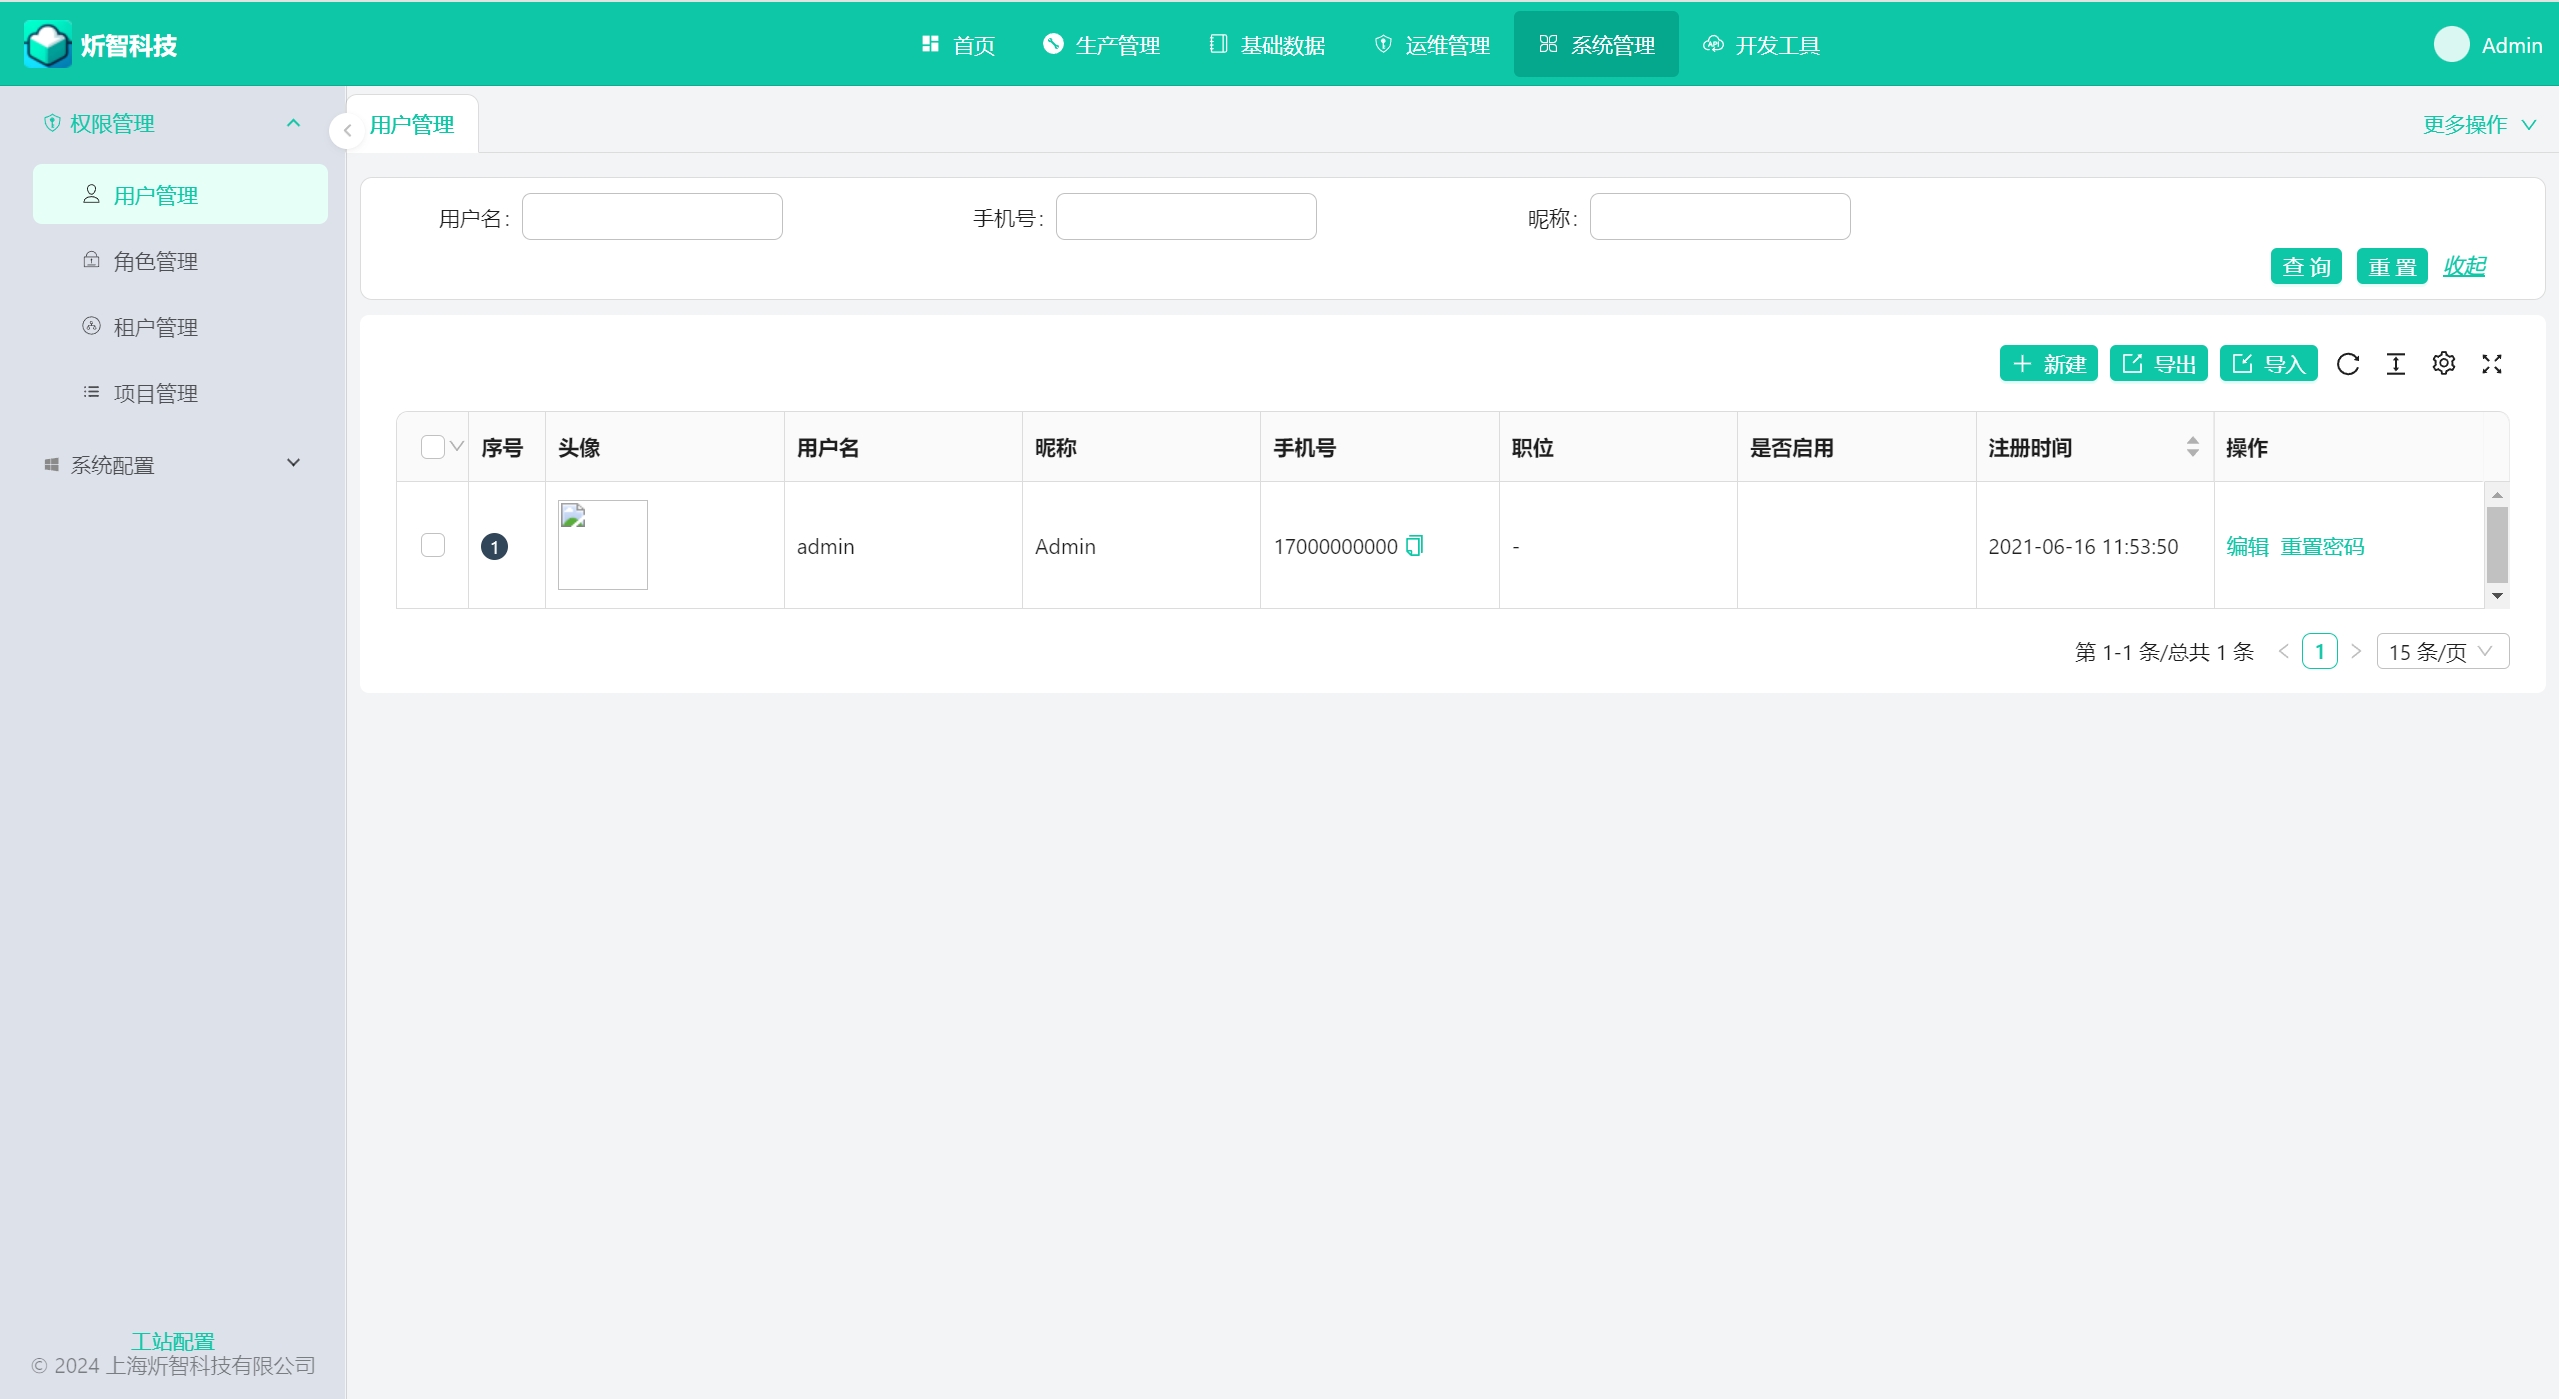 炘智科技
首页 生产管理 基础数据 运维管理 系统管理 开发工具
Admin
权限管理
用户管理
角色管理
租户管理
项目管理
系统配置
工站配置
© 2024 上海炘智科技有限公司
用户管理
更多操作
用户名： 手机号： 昵称：
查询 重置 收起
新建 导出 导入
序号 头像 用户名 昵称 手机号 职位 是否启用 注册时间 操作
1 admin Admin 17000000000 - 2021-06-16 11:53:50 编辑 重置密码
第 1-1 条/总共 1 条 < 1 > 15 条/页